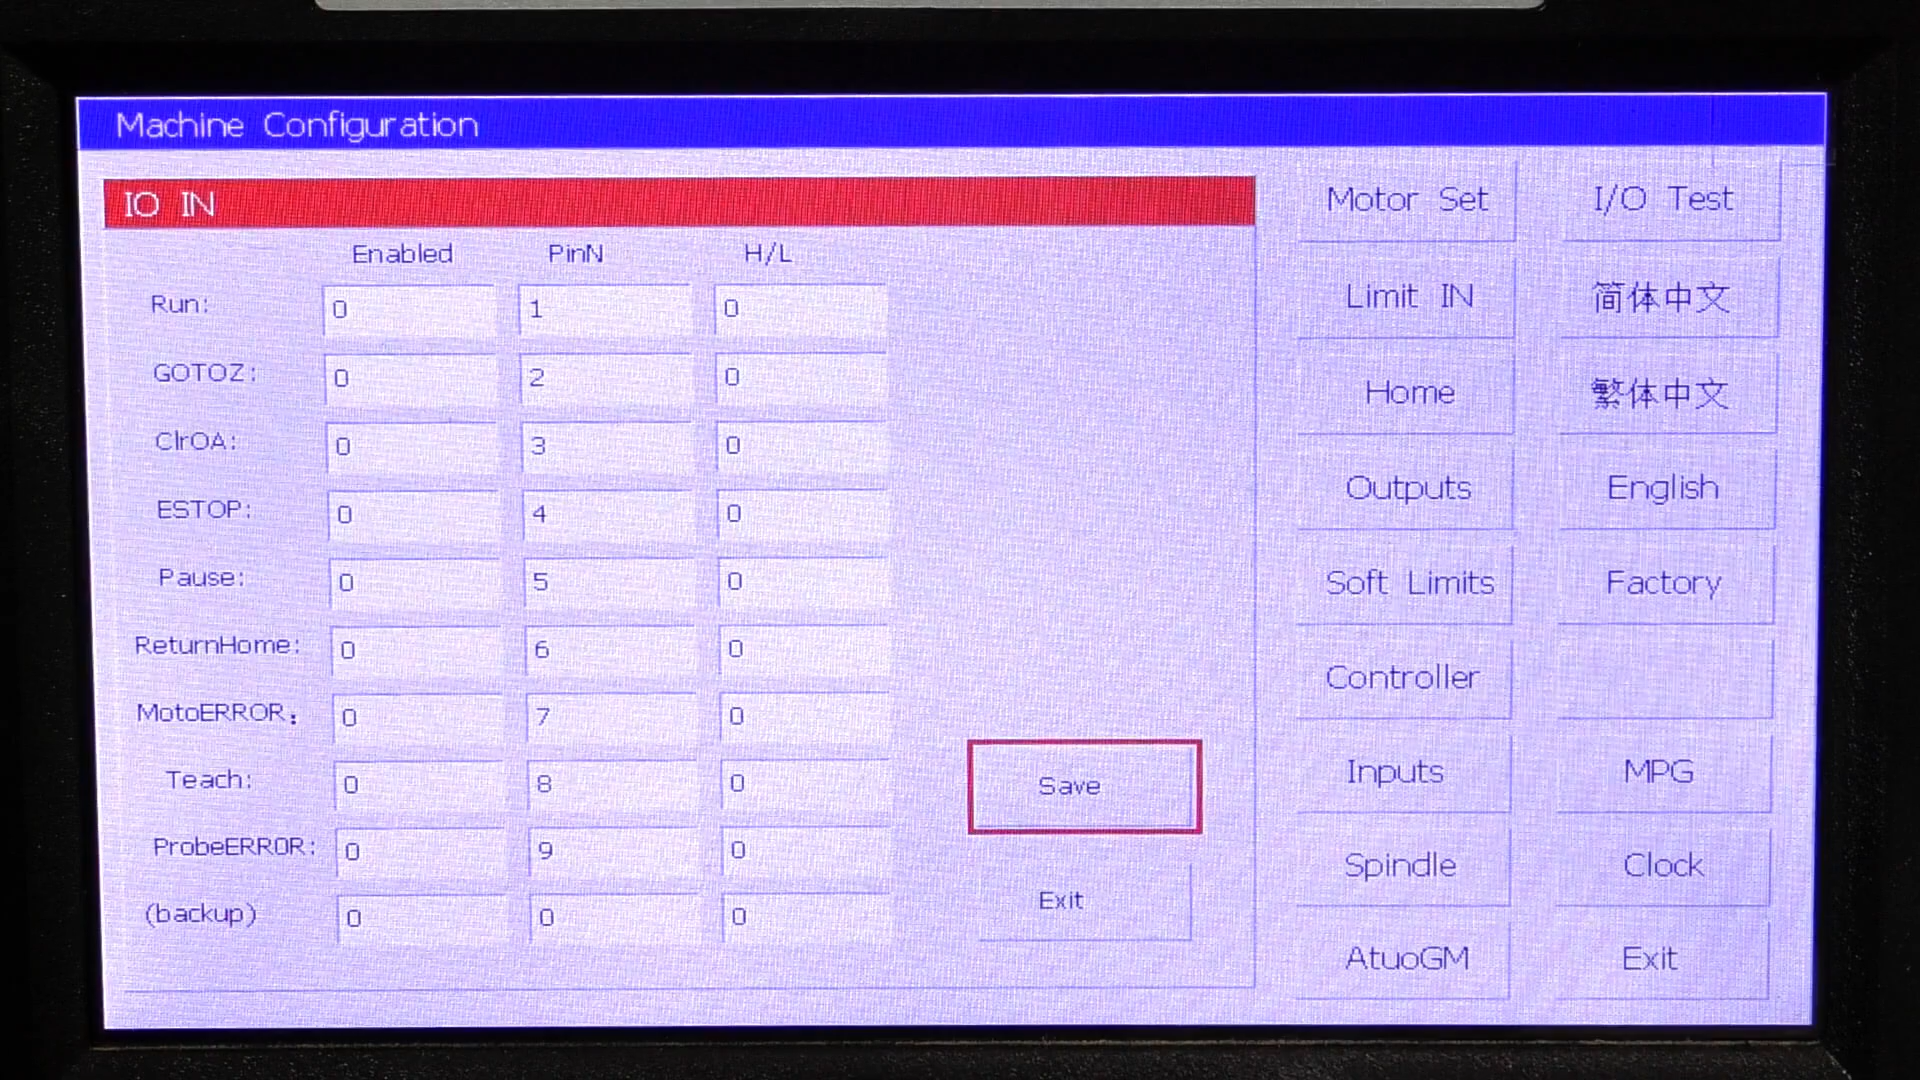 Machine Configuration
IO IN
Enabled PinN H/L
Run: 0 1 0
GOTOZ: 0 2 0
ClrOA: 0 3 0
ESTOP: 0 4 0
Pause: 0 5 0
ReturnHome: 0 6 0
MotoERROR: 0 7 0
Teach: 0 8 0
ProbeERROR: 0 9 0
(backup) 0 0 0
Save
Exit
Motor Set
Limit IN
Home
Outputs
Soft Limits
Controller
Inputs
Spindle
AtuoGM
I/O Test
简体中文
繁体中文
English
Factory
MPG
Clock
Exit